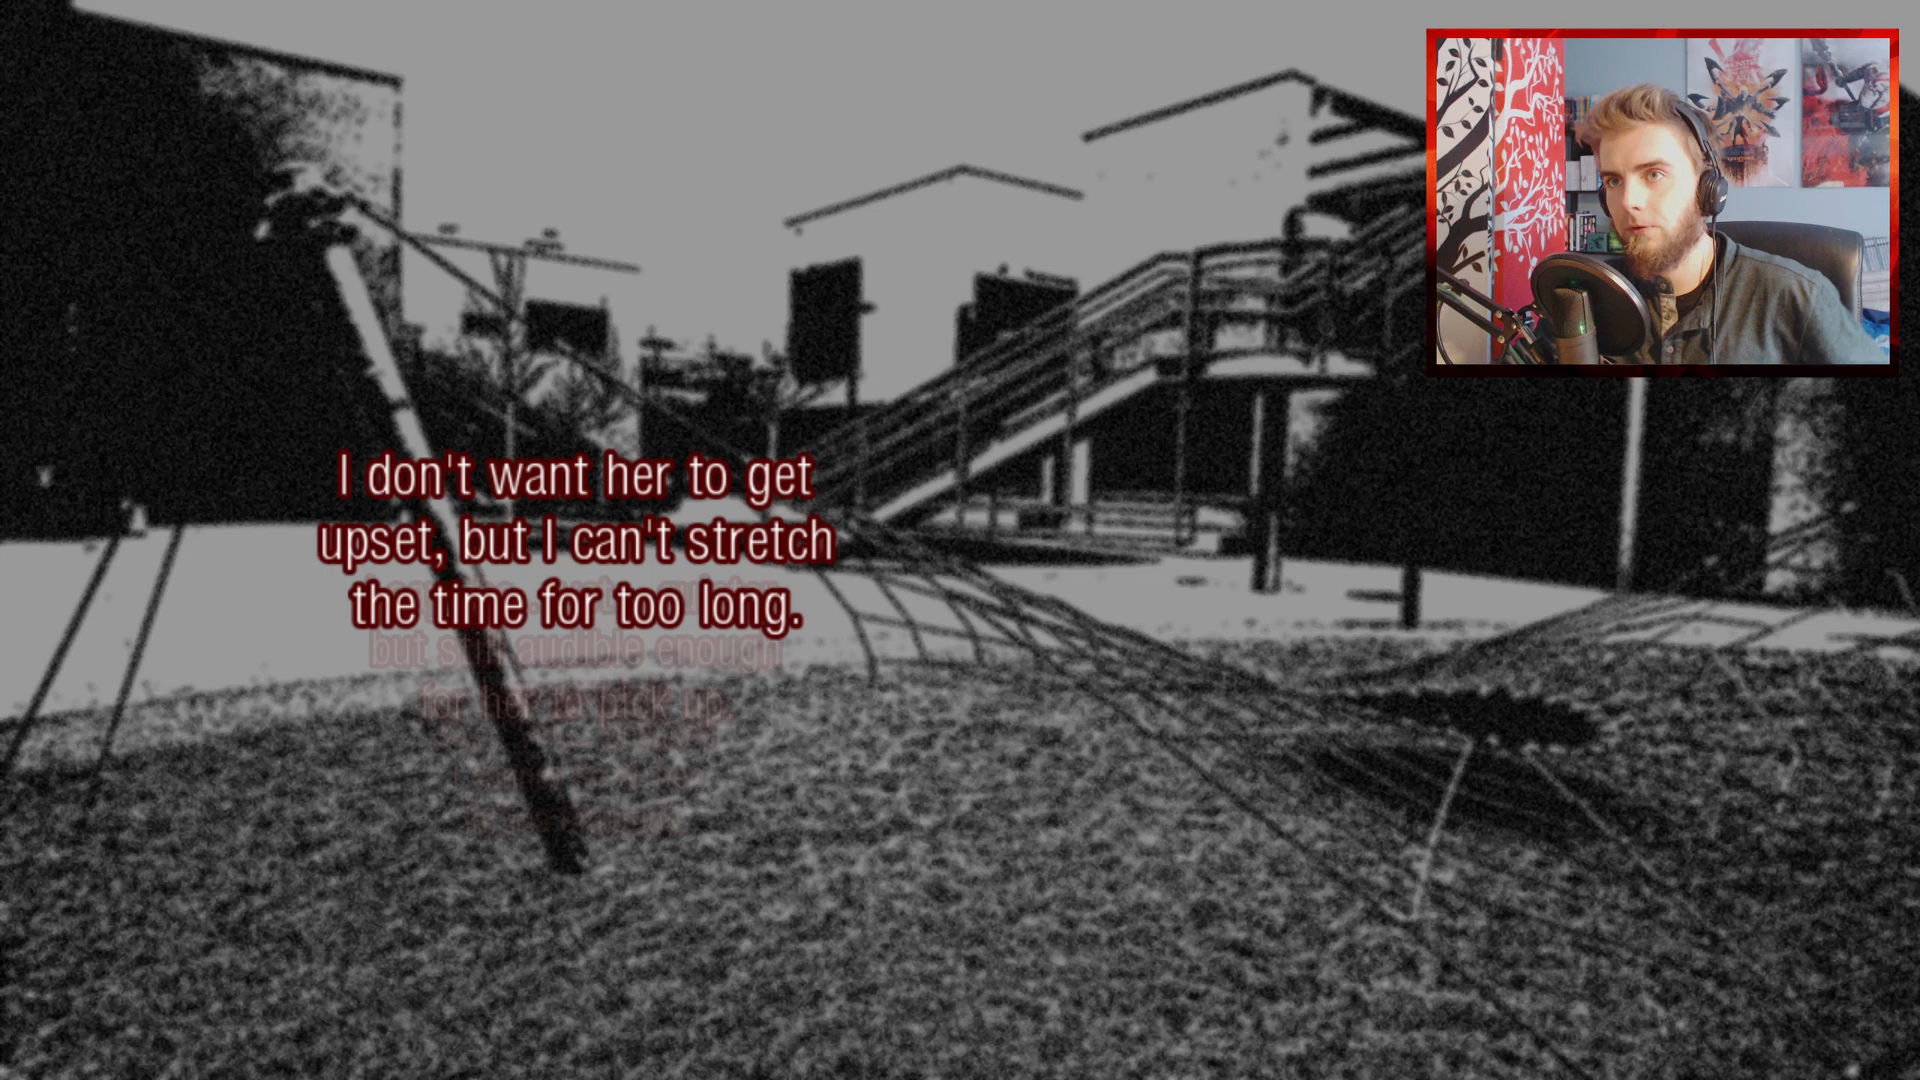 I don't want her to get
upset, but I can't stretch
the time for too long.
but still audible enough
for her to pick up.